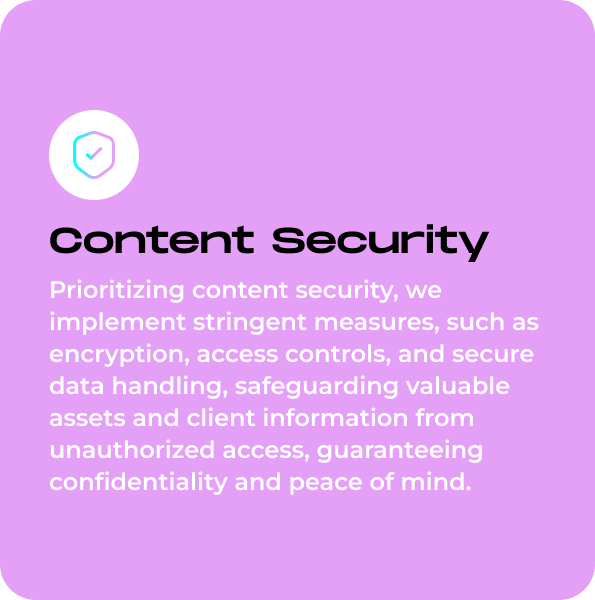 Content Security
Prioritizing content security, we
implement stringent measures, such as
encryption, access controls, and secure
data handling, safeguarding valuable
assets and client information from
unauthorized access, guaranteeing
confidentiality and peace of mind.